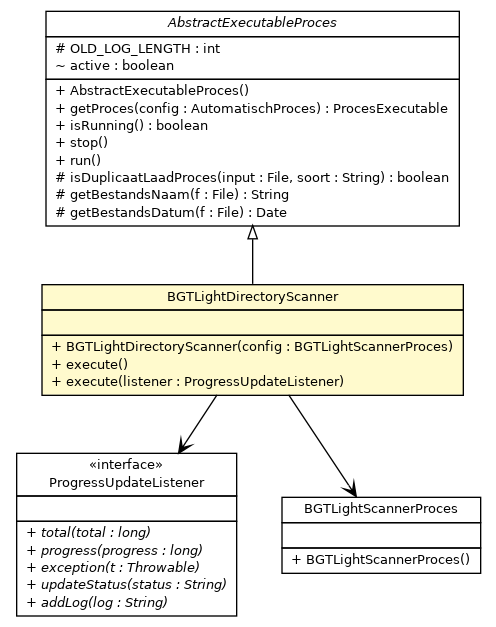 AbstractExecutableProces
# OLD_LOG_LENGTH : int
~ active : boolean
+ AbstractExecutableProces()
+ getProces(config : AutomatischProces) : ProcesExecutable
+ isRunning() : boolean
+ stop()
+ run()
# isDuplicaatLaadProces(input : File, soort : String) : boolean
# getBestandsNaam(f : File) : String
# getBestandsDatum(f : File) : Date
BGTLightDirectoryScanner
+ BGTLightDirectoryScanner(config : BGTLightScannerProces)
+ execute()
+ execute(listener : ProgressUpdateListener)
«interface»
ProgressUpdateListener
+ total(total : long)
+ progress(progress : long)
+ exception(t : Throwable)
+ updateStatus(status : String)
+ addLog(log : String)
BGTLightScannerProces
+ BGTLightScannerProces()